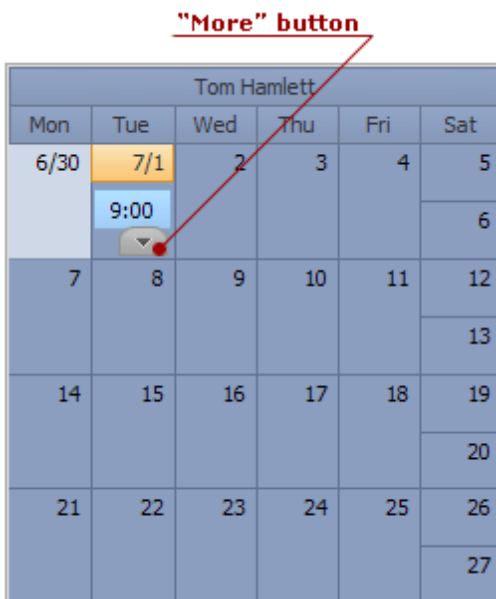 "More" button
Tom Hamlett
Mon Tue Wed Thu Fri Sat
6/30 7/1 2 3 4 5
9:00 6
7 8 9 10 11 12
13
14 15 16 17 18 19
20
21 22 23 24 25 26
27